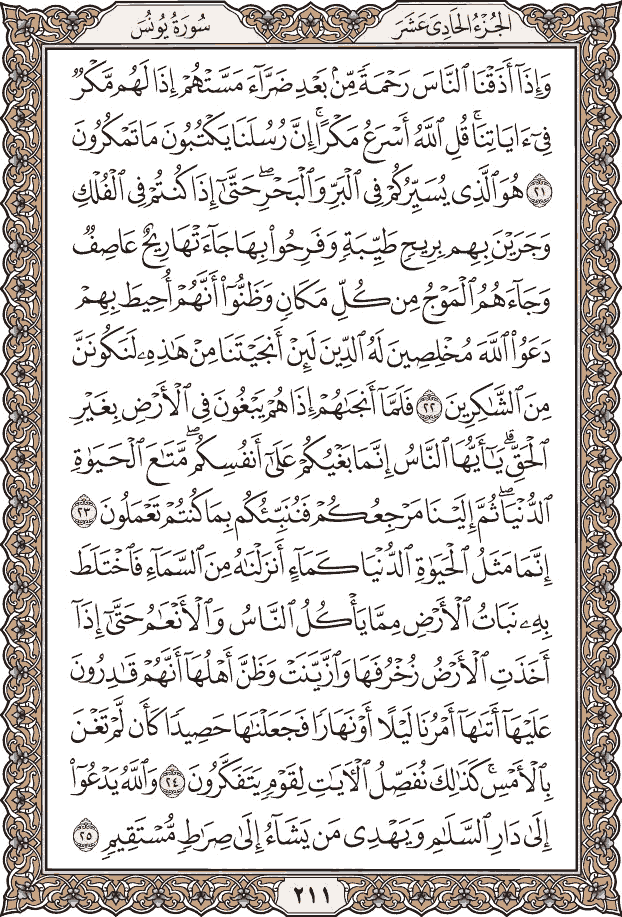 الجُزْءُ الحَادِي عَشَرَ
سُورَةُ يُونُسَ
وَإِذَآ أَذَقْنَا ٱلنَّاسَ رَحْمَةً مِّنۢ بَعْدِ ضَرَّآءَ مَسَّتْهُمْ إِذَا لَهُم مَّكْرٌ
فِىٓ ءَايَاتِنَا ۚ قُلِ ٱللَّهُ أَسْرَعُ مَكْرًا ۚ إِنَّ رُسُلَنَا يَكْتُبُونَ مَا تَمْكُرُونَ
٢١ هُوَ ٱلَّذِى يُسَيِّرُكُمْ فِى ٱلْبَرِّ وَٱلْبَحْرِ ۖ حَتَّىٰٓ إِذَا كُنتُمْ فِى ٱلْفُلْكِ
وَجَرَيْنَ بِهِم بِرِيحٍ طَيِّبَةٍ وَفَرِحُوا۟ بِهَا جَآءَتْهَا رِيحٌ عَاصِفٌ
وَجَآءَهُمُ ٱلْمَوْجُ مِن كُلِّ مَكَانٍ وَظَنُّوٓا۟ أَنَّهُمْ أُحِيطَ بِهِمْ
دَعَوُا۟ ٱللَّهَ مُخْلِصِينَ لَهُ ٱلدِّينَ لَئِنْ أَنجَيْتَنَا مِنْ هَٰذِهِۦ لَنَكُونَنَّ
مِنَ ٱلشَّٰكِرِينَ ٢٢ فَلَمَّآ أَنجَىٰهُمْ إِذَا هُمْ يَبْغُونَ فِى ٱلْأَرْضِ بِغَيْرِ
ٱلْحَقِّ ۗ يَٰٓأَيُّهَا ٱلنَّاسُ إِنَّمَا بَغْيُكُمْ عَلَىٰٓ أَنفُسِكُم ۖ مَّتَٰعَ ٱلْحَيَوٰةِ
ٱلدُّنْيَا ۖ ثُمَّ إِلَيْنَا مَرْجِعُكُمْ فَنُنَبِّئُكُم بِمَا كُنتُمْ تَعْمَلُونَ ٢٣
إِنَّمَا مَثَلُ ٱلْحَيَوٰةِ ٱلدُّنْيَا كَمَآءٍ أَنزَلْنَٰهُ مِنَ ٱلسَّمَآءِ فَٱخْتَلَطَ
بِهِۦ نَبَاتُ ٱلْأَرْضِ مِمَّا يَأْكُلُ ٱلنَّاسُ وَٱلْأَنْعَٰمُ حَتَّىٰٓ إِذَآ
أَخَذَتِ ٱلْأَرْضُ زُخْرُفَهَا وَٱزَّيَّنَتْ وَظَنَّ أَهْلُهَآ أَنَّهُمْ قَٰدِرُونَ
عَلَيْهَآ أَتَىٰهَآ أَمْرُنَا لَيْلًا أَوْ نَهَارًا فَجَعَلْنَٰهَا حَصِيدًا كَأَن لَّمْ تَغْنَ
بِٱلْأَمْسِ ۚ كَذَٰلِكَ نُفَصِّلُ ٱلْءَايَٰتِ لِقَوْمٍ يَتَفَكَّرُونَ ٢٤ وَٱللَّهُ يَدْعُوٓا۟
إِلَىٰ دَارِ ٱلسَّلَٰمِ وَيَهْدِى مَن يَشَآءُ إِلَىٰ صِرَٰطٍ مُّسْتَقِيمٍ ٢٥
٢١١